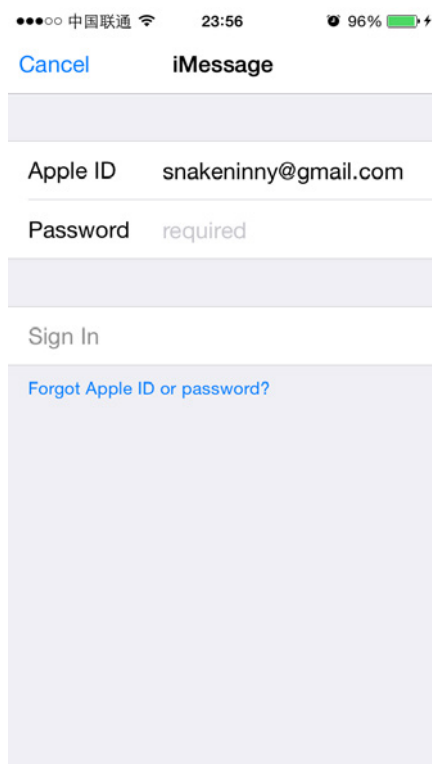 中国联通 23:56 96%
Cancel iMessage
Apple ID snakeninny@gmail.com
Password required
Sign In
Forgot Apple ID or password?